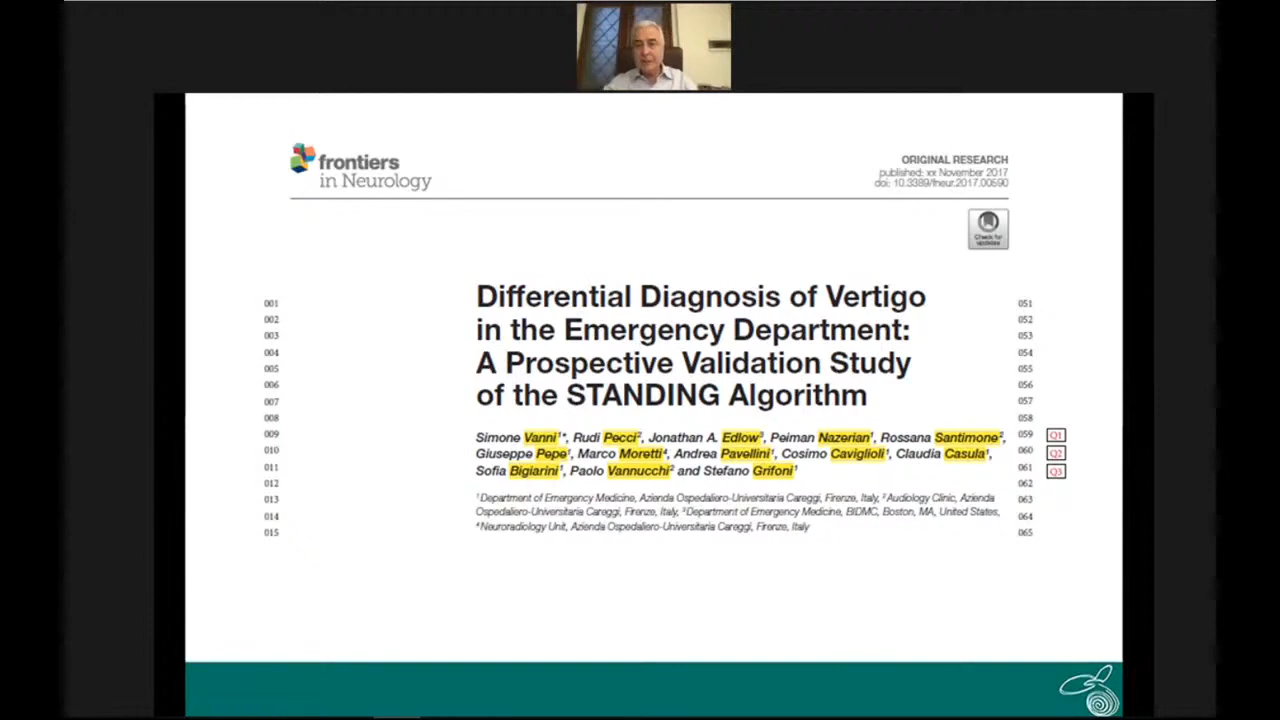 frontiers
in Neurology
ORIGINAL RESEARCH
published: xx November 2017
doi: 10.3389/fneur.2017.00590
Check for
updates
Differential Diagnosis of Vertigo
in the Emergency Department:
A Prospective Validation Study
of the STANDING Algorithm
Simone Vanni¹*, Rudi Pecci², Jonathan A. Edlow³, Peiman Nazerian¹, Rossana Santimone²,
Giuseppe Pepe¹, Marco Moretti⁴, Andrea Pavellini¹, Cosimo Caviglioli¹, Claudia Casula¹,
Sofia Bigiarini¹, Paolo Vannucchi² and Stefano Grifoni¹
¹Department of Emergency Medicine, Azienda Ospedaliero-Universitaria Careggi, Firenze, Italy, ²Audiology Clinic, Azienda
Ospedaliero-Universitaria Careggi, Firenze, Italy, ³Department of Emergency Medicine, BIDMC, Boston, MA, United States,
⁴Neuroradiology Unit, Azienda Ospedaliero-Universitaria Careggi, Firenze, Italy
001
002
003
004
005
006
007
008
009
010
011
012
013
014
015
051
052
053
054
055
056
057
058
059 Q1
060 Q2
061 Q3
062
063
064
065